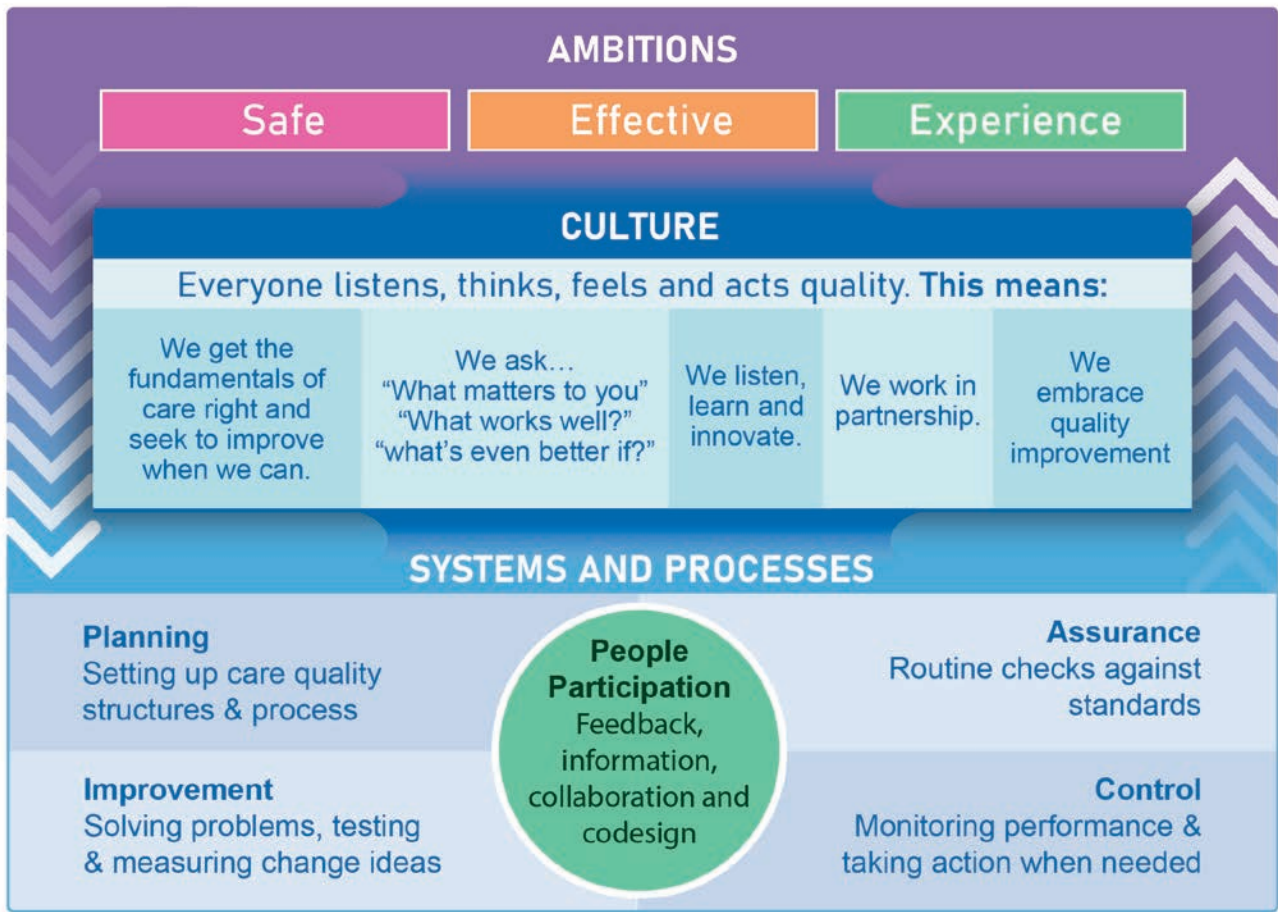 AMBITIONS
Safe
Effective
Experience
CULTURE
Everyone listens, thinks, feels and acts quality. This means:
We get the
fundamentals of
care right and
seek to improve
when we can.
We ask…
“What matters to you”
“What works well?”
“what’s even better if?”
We listen,
learn and
innovate.
We work in
partnership.
We
embrace
quality
improvement
SYSTEMS AND PROCESSES
Planning
Setting up care quality
structures & process
People
Participation
Feedback,
information,
collaboration and
codesign
Assurance
Routine checks against
standards
Improvement
Solving problems, testing
& measuring change ideas
Control
Monitoring performance &
taking action when needed